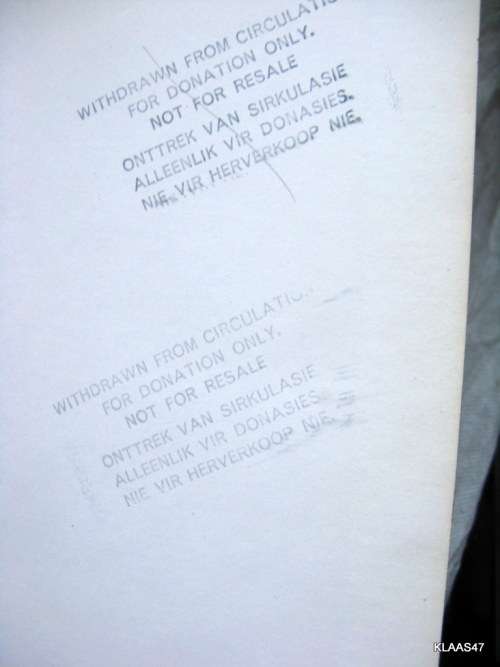 WITHDRAWN FROM CIRCULATIO
FOR DONATION ONLY.
NOT FOR RESALE
ONTTREK VAN SIRKULASIE
ALLEENLIK VIR DONASIES.
NIE VIR HERVERKOOP NIE.
WITHDRAWN FROM CIRCULATIO
FOR DONATION ONLY.
NOT FOR RESALE
ONTTREK VAN SIRKULASIE
ALLEENLIK VIR DONASIES
NIE VIR HERVERKOOP NIE.
KLAAS47